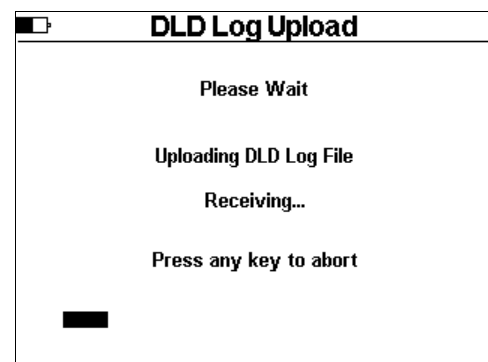 DLD Log Upload
Please Wait
Uploading DLD Log File
Receiving...
Press any key to abort